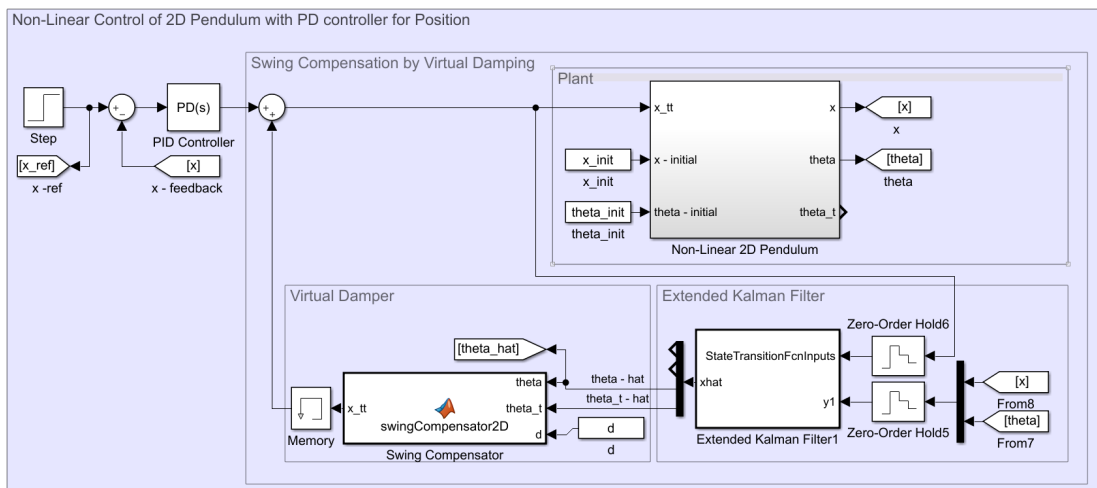 Non-Linear Control of 2D Pendulum with PD controller for Position
Swing Compensation by Virtual Damping
Plant
Step
+
−
PD(s)
PID Controller
[x_ref]
x -ref
[x]
x - feedback
+
+
x_tt
x - initial
theta - initial
x
theta
theta_t
Non-Linear 2D Pendulum
x_init
x_init
theta_init
theta_init
[x]
x
[theta]
theta
Virtual Damper
[theta_hat]
Memory
x_tt
theta
theta_t
d
swingCompensator2D
Swing Compensator
theta - hat
theta_t - hat
d
d
Extended Kalman Filter
StateTransitionFcnInputs
xhat
y1
Extended Kalman Filter1
Zero-Order Hold6
Zero-Order Hold5
[x]
From8
[theta]
From7